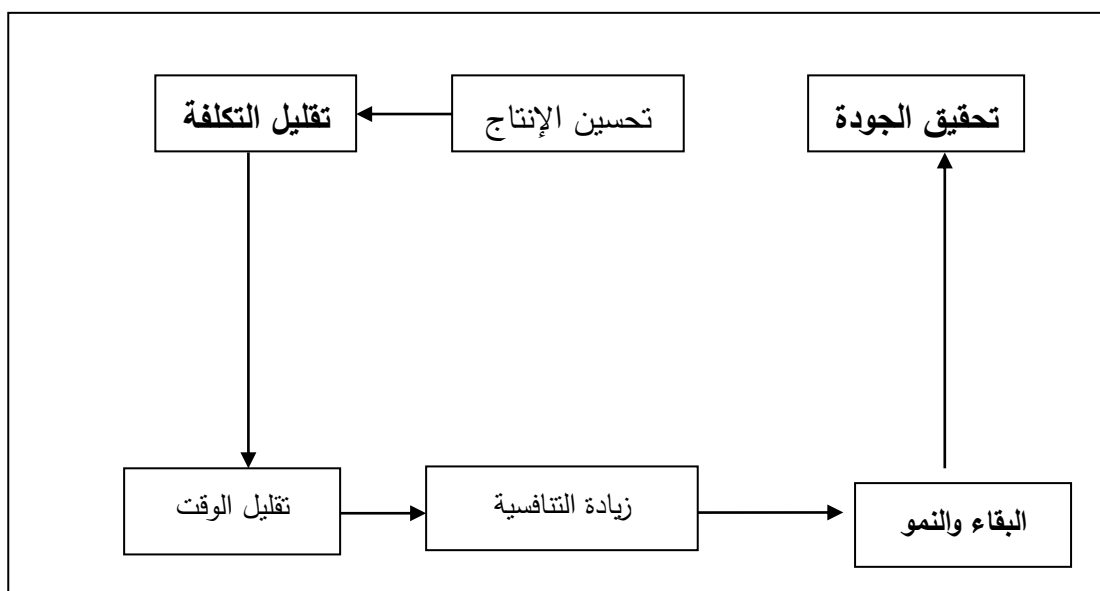 تحقيق الجودة
تحسين الإنتاج
تقليل التكلفة
البقاء والنمو
زيادة التنافسية
تقليل الوقت